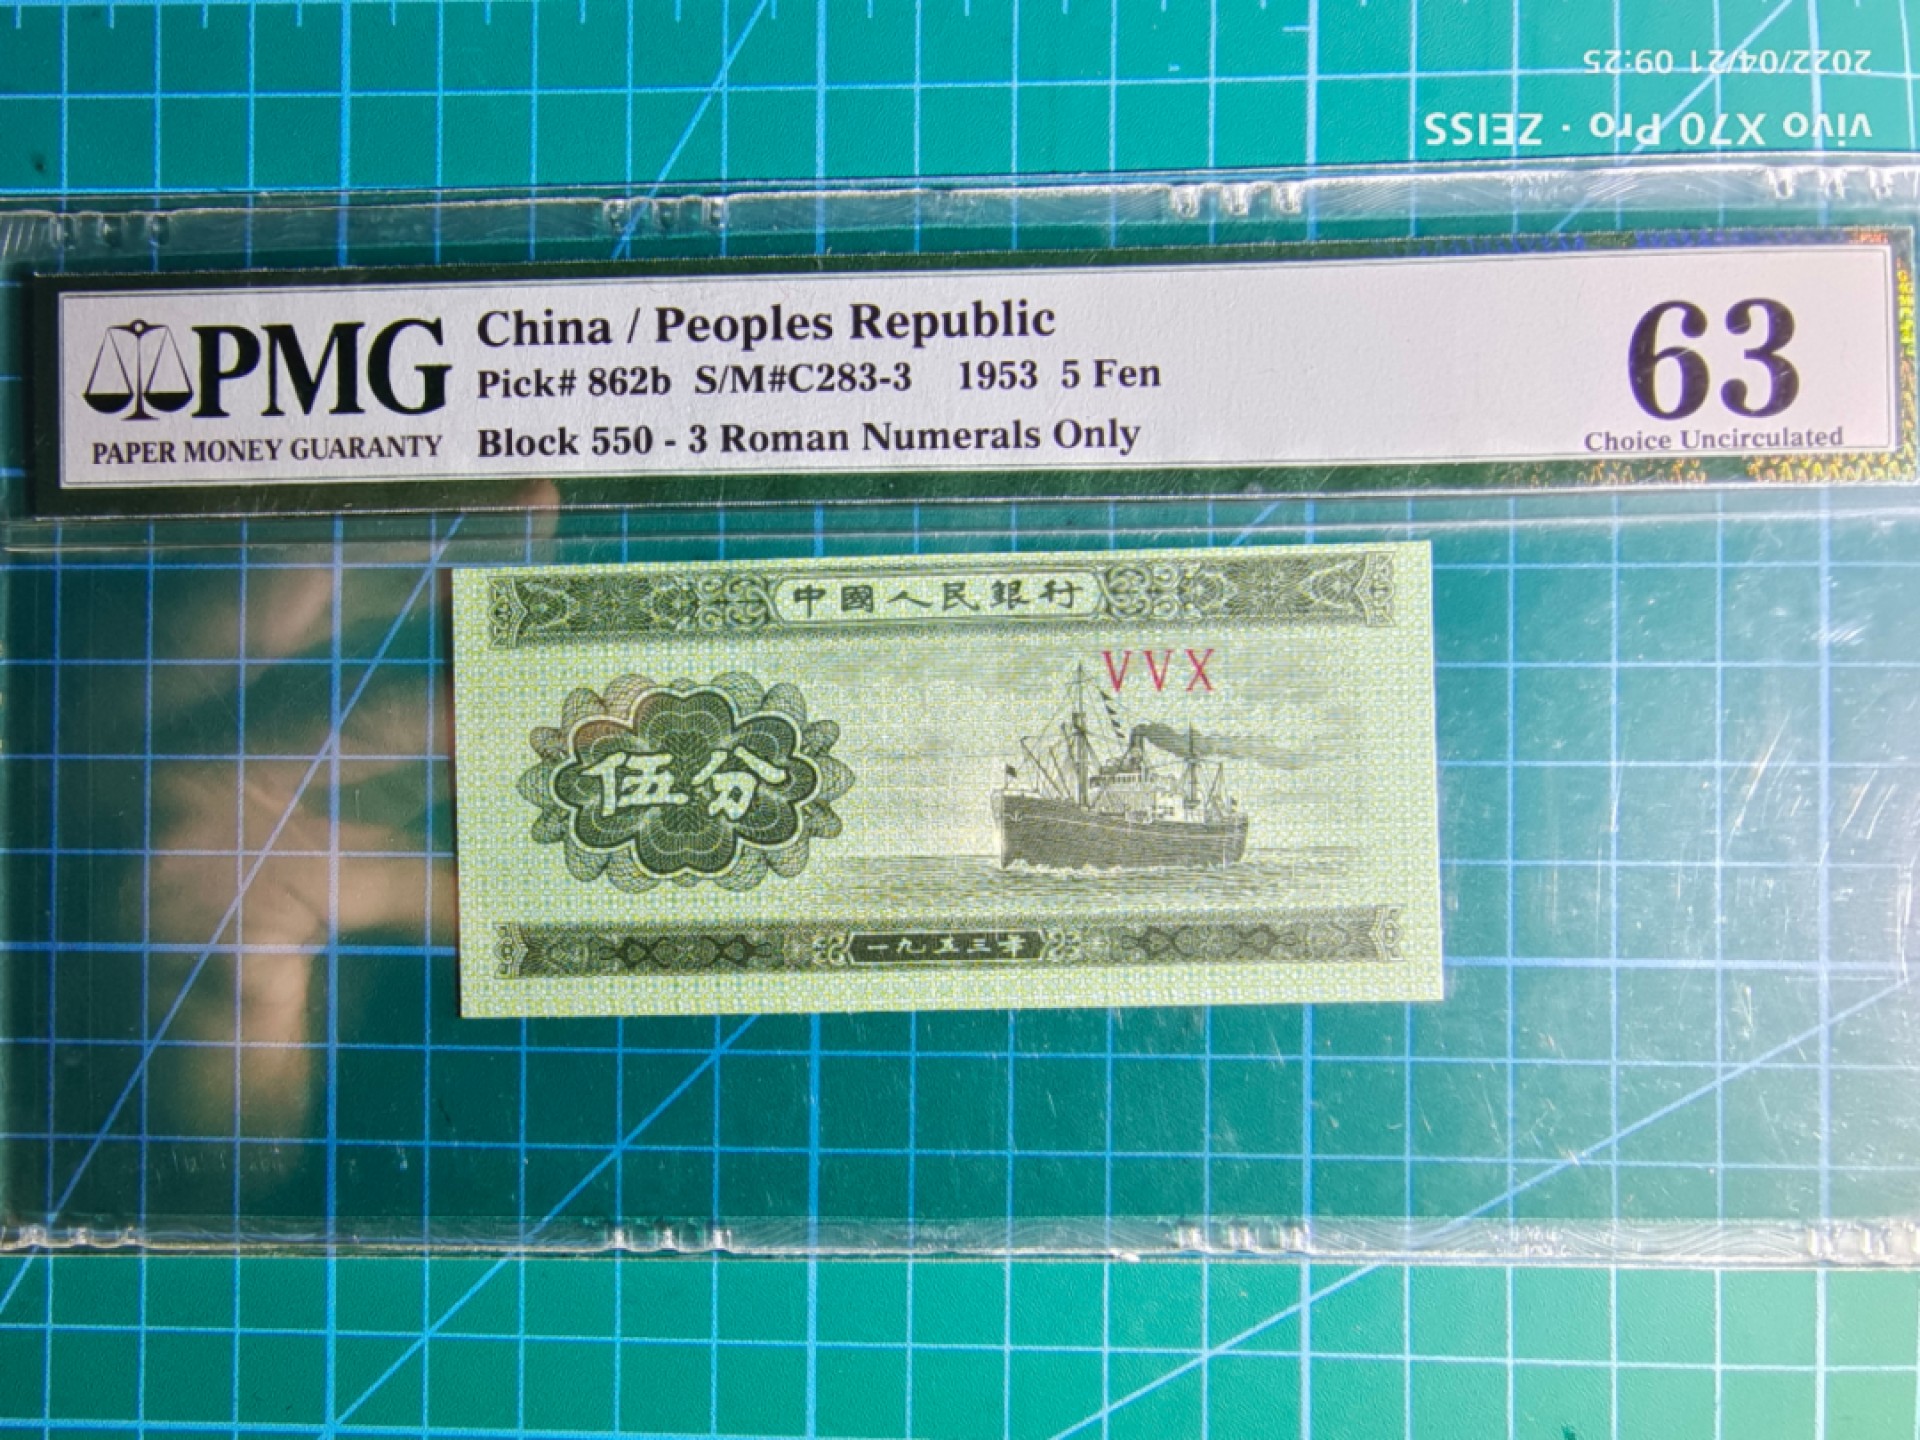 2022/04/21 09:25
vivo X70 Pro · ZEISS
PMG
PAPER MONEY GUARANTY
China / Peoples Republic
Pick# 862b S/M#C283-3 1953 5 Fen
Block 550 - 3 Roman Numerals Only
63
Choice Uncirculated
中國人民銀行
V V X
伍分
一九五三年